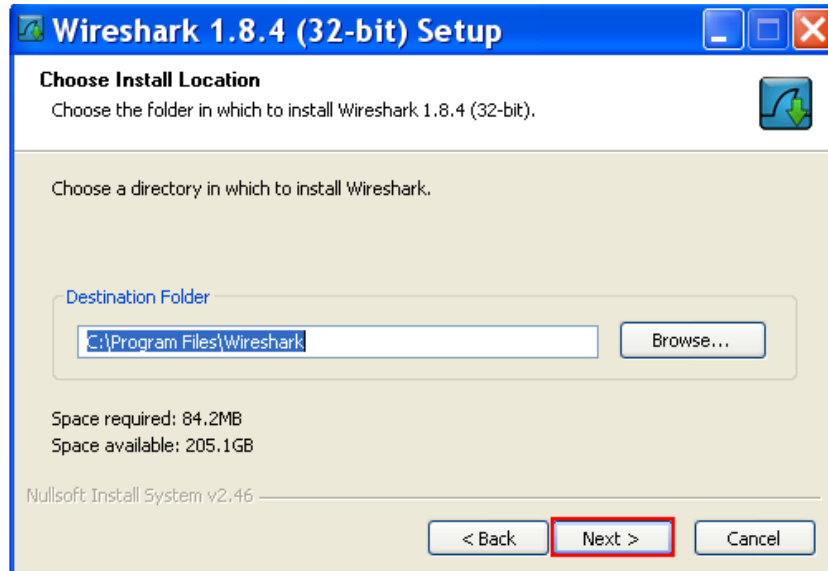 Wireshark 1.8.4 (32-bit) Setup
Choose Install Location
Choose the folder in which to install Wireshark 1.8.4 (32-bit).
Choose a directory in which to install Wireshark.
Destination Folder
C:\Program Files\Wireshark
Browse...
Space required: 84.2MB
Space available: 205.1GB
Nullsoft Install System v2.46
< Back
Next >
Cancel